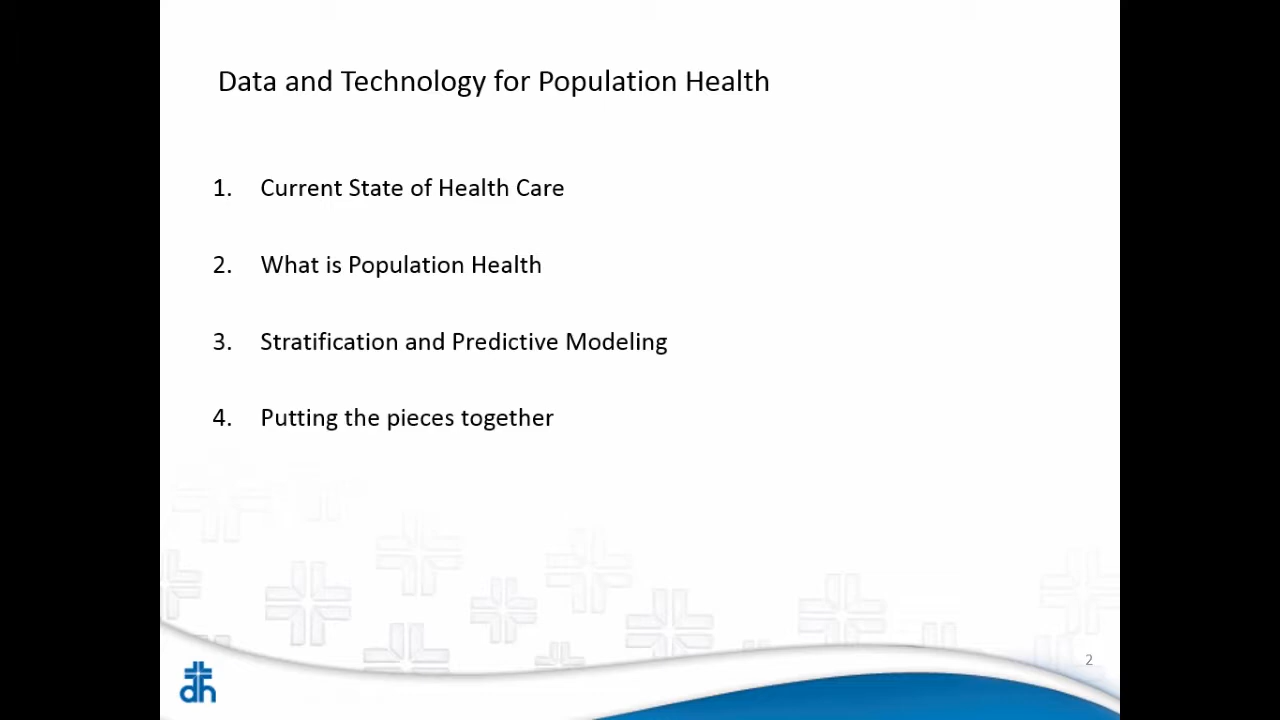 Data and Technology for Population Health
1. Current State of Health Care
2. What is Population Health
3. Stratification and Predictive Modeling
4. Putting the pieces together
2
dh